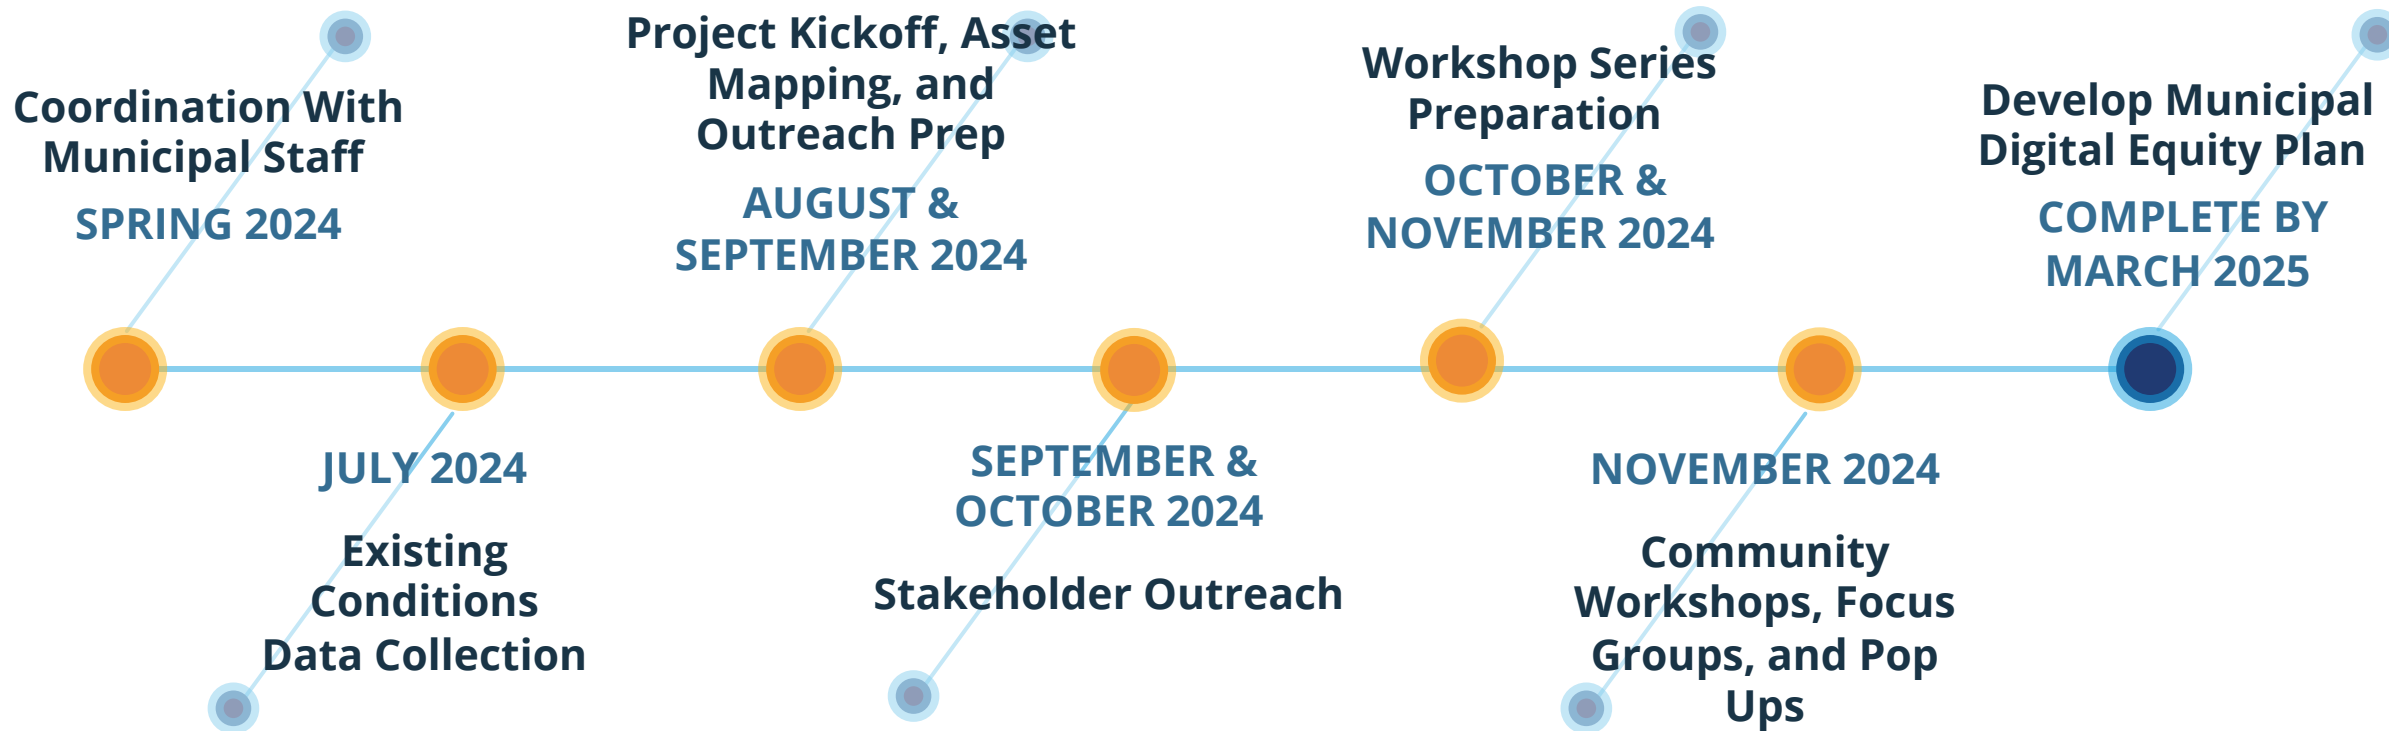 Coordination With
Municipal Staff
SPRING 2024
JULY 2024
Existing
Conditions
Data Collection
Project Kickoff, Asset
Mapping, and
Outreach Prep
AUGUST &
SEPTEMBER 2024
SEPTEMBER &
OCTOBER 2024
Stakeholder Outreach
Workshop Series
Preparation
OCTOBER &
NOVEMBER 2024
NOVEMBER 2024
Community
Workshops, Focus
Groups, and Pop
Ups
Develop Municipal
Digital Equity Plan
COMPLETE BY
MARCH 2025